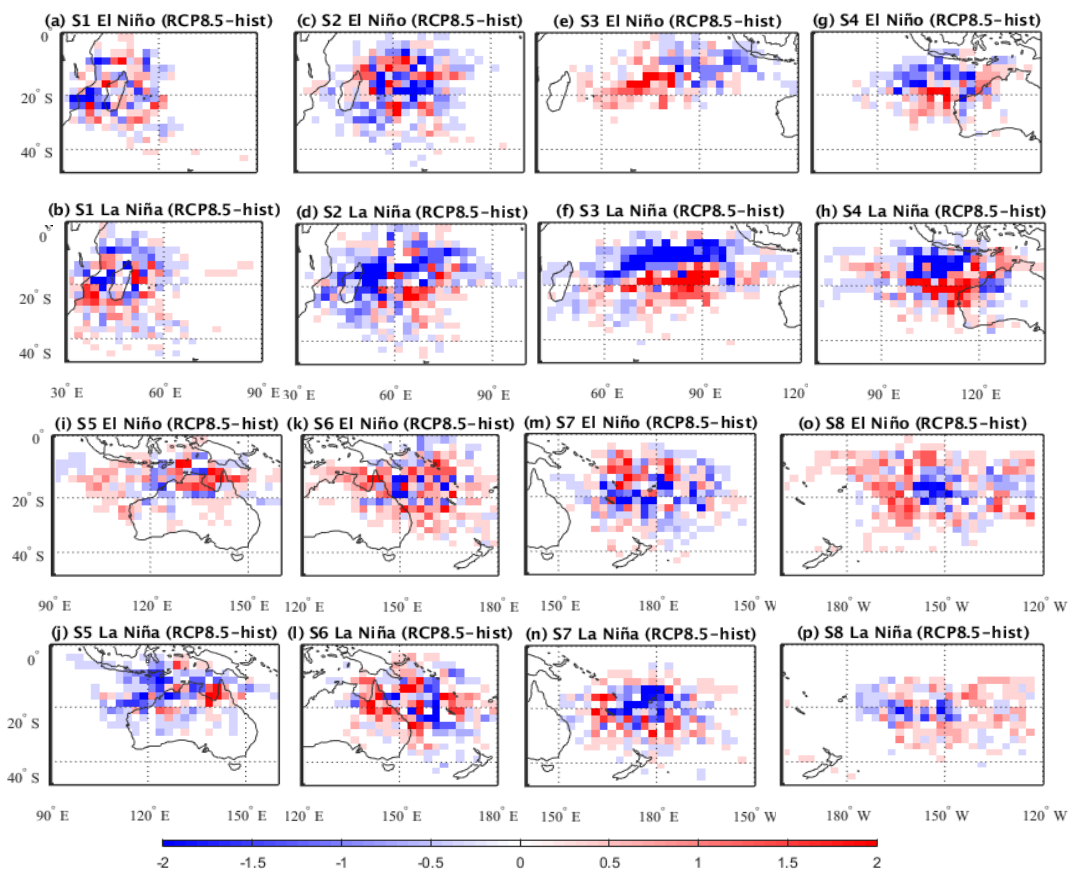 (a) S1 El Niño (RCP8.5-hist) (c) S2 El Niño (RCP8.5-hist) (e) S3 El Niño (RCP8.5-hist) (g) S4 El Niño (RCP8.5-hist)
0°
20° S
40° S
(b) S1 La Niña (RCP8.5-hist) (d) S2 La Niña (RCP8.5-hist) (f) S3 La Niña (RCP8.5-hist) (h) S4 La Niña (RCP8.5-hist)
0°
20° S
40° S
30° E 60° E 90° E 30° E 60° E 90° E 60° E 90° E 120° E 90° E 120° E
(i) S5 El Niño (RCP8.5-hist) (k) S6 El Niño (RCP8.5-hist) (m) S7 El Niño (RCP8.5-hist) (o) S8 El Niño (RCP8.5-hist)
0°
20° S
40° S
90° E 120° E 150° E 120° E 150° E 180° E 150° E 180° E 150° W 180° W 150° W 120° W
(j) S5 La Niña (RCP8.5-hist) (l) S6 La Niña (RCP8.5-hist) (n) S7 La Niña (RCP8.5-hist) (p) S8 La Niña (RCP8.5-hist)
0°
20° S
40° S
90° E 120° E 150° E 120° E 150° E 180° E 150° E 180° E 150° W 180° W 150° W 120° W
-2 -1.5 -1 -0.5 0 0.5 1 1.5 2